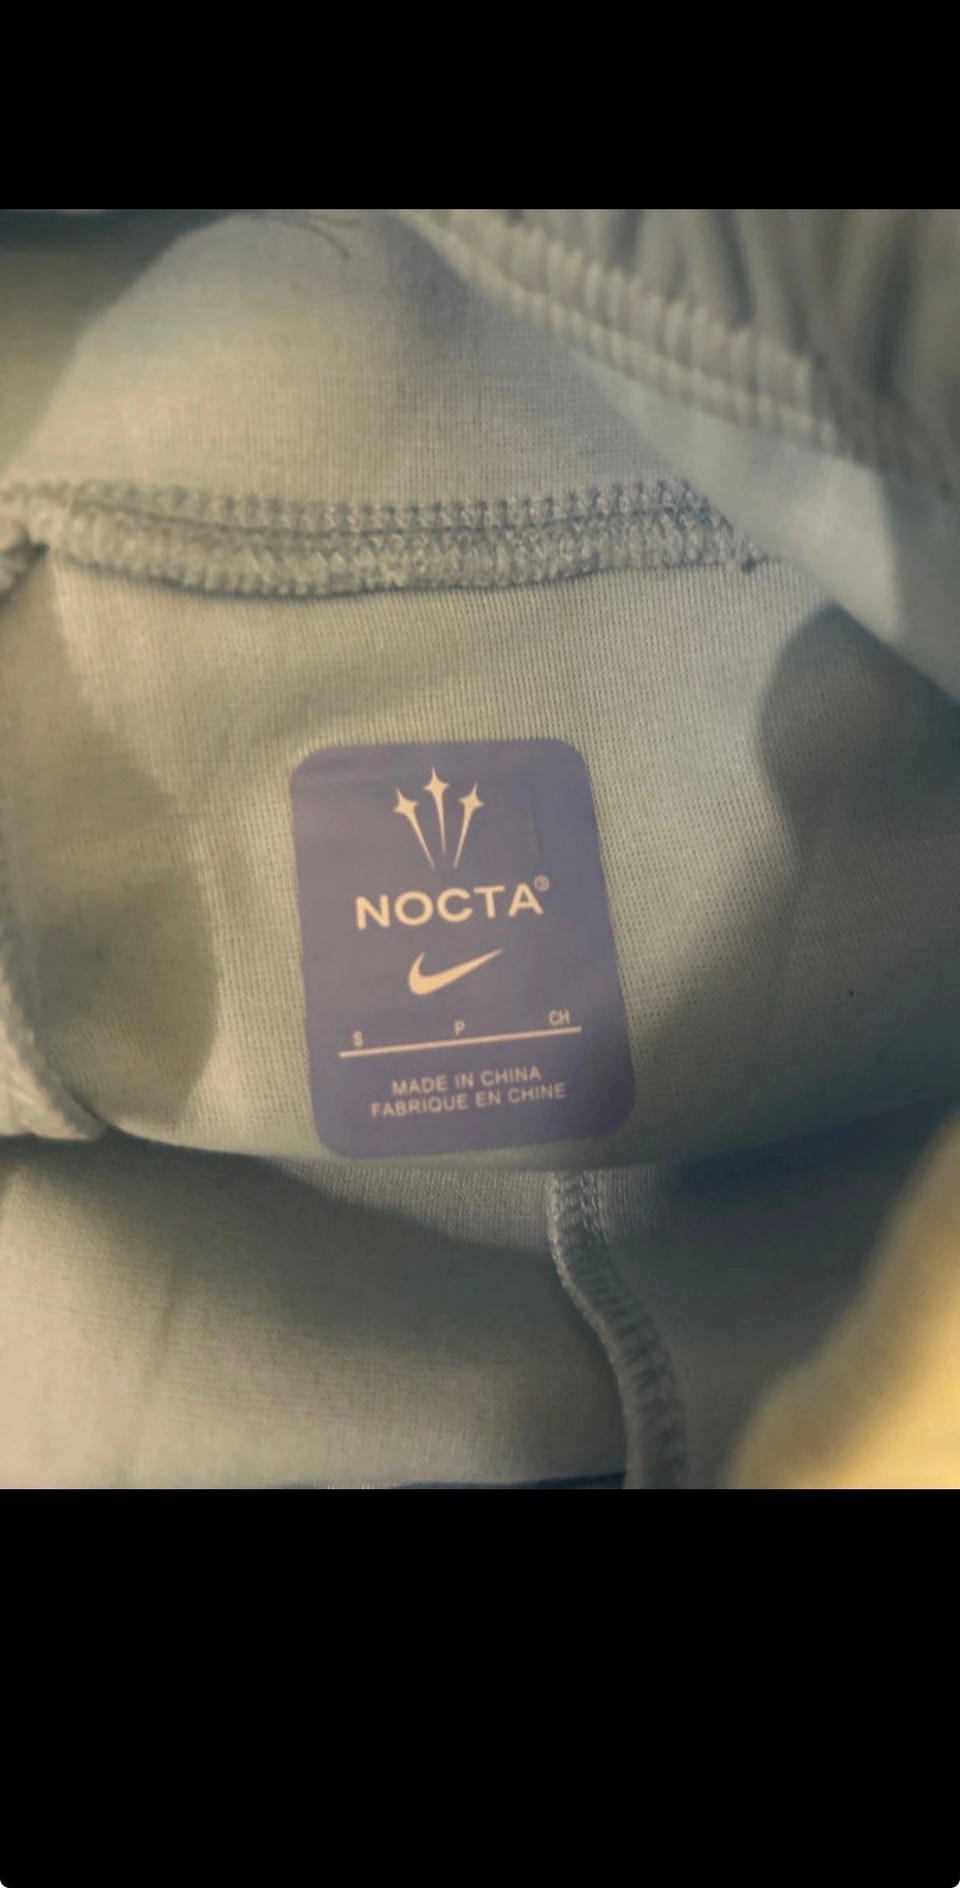 NOCTA®
S P CH
MADE IN CHINA
FABRIQUE EN CHINE